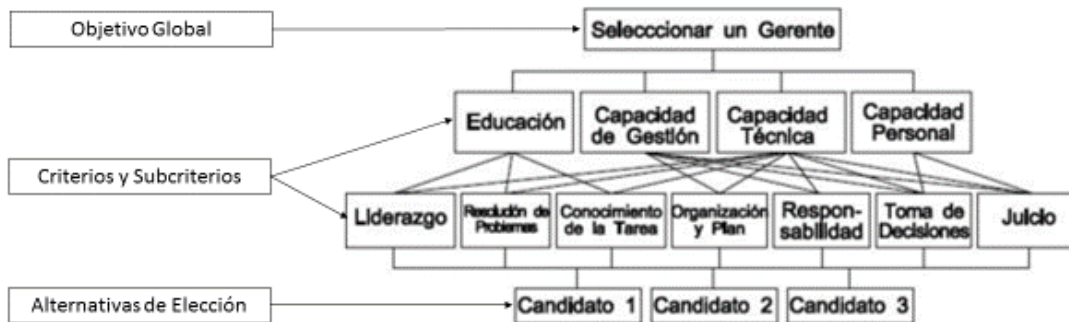 Objetivo Global
Selecccionar un Gerente
Educación
Capacidad
de Gestión
Capacidad
Técnica
Capacidad
Personal
Criterios y Subcriterios
Liderazgo
Resolución de
Problemas
Conocimiento
de la Tarea
Organización
y Plan
Respon-
sabilidad
Toma de
Decisiones
Juicio
Alternativas de Elección
Candidato 1
Candidato 2
Candidato 3